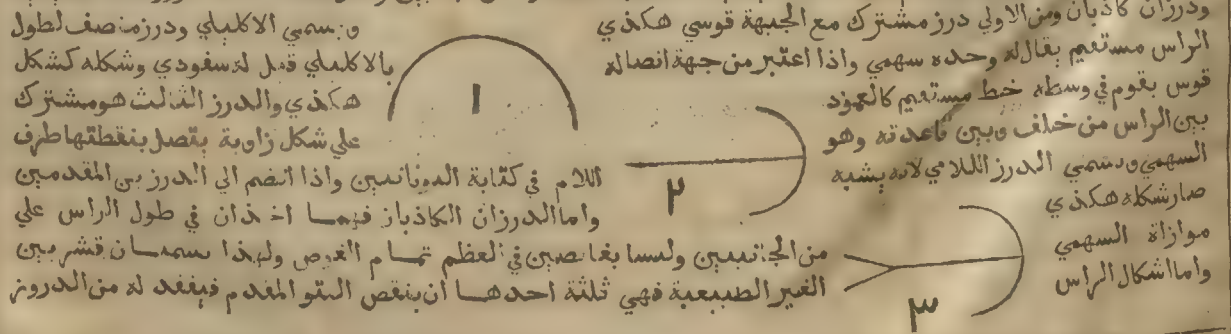 ودرزان كاذبان ومن الاولي درز مشترك مع الجبهة قوسي هكذي
ويسمي الاكليلي ودرز منصف لطول
الراس مستقيم يقال له وحده سهمي واذا اعتبر من جهة اتصاله
بالاكليلي قيل له سفودي وشكله كشكل
قوس يقوم في وسطه خط مستقيم كالعمود
هكذي والدرز الثالث هو مشترك
بين الراس من خلف وبين قاعدته وهو
علي شكل زاوية يتصل بنقطتها طرف
السهمي ويسمي الدرز اللامي لانه يشبه
اللام في كتابة اليونانيين واذا انضم الي الدرزين المقدمين
صار شكله هكذي
واما الدرزان الكاذبان فهما اخذان في طول الراس علي
موازاة السهمي
من الجانبين وليسا بغايصين في العظم تمام الغوص ولهذا يسميان قشريين
واما اشكال الراس
الغير الطبيعية فهي ثلثة احدها ان ينقص النتو المقدم فيفقد له من الدروز
١
٢
٣